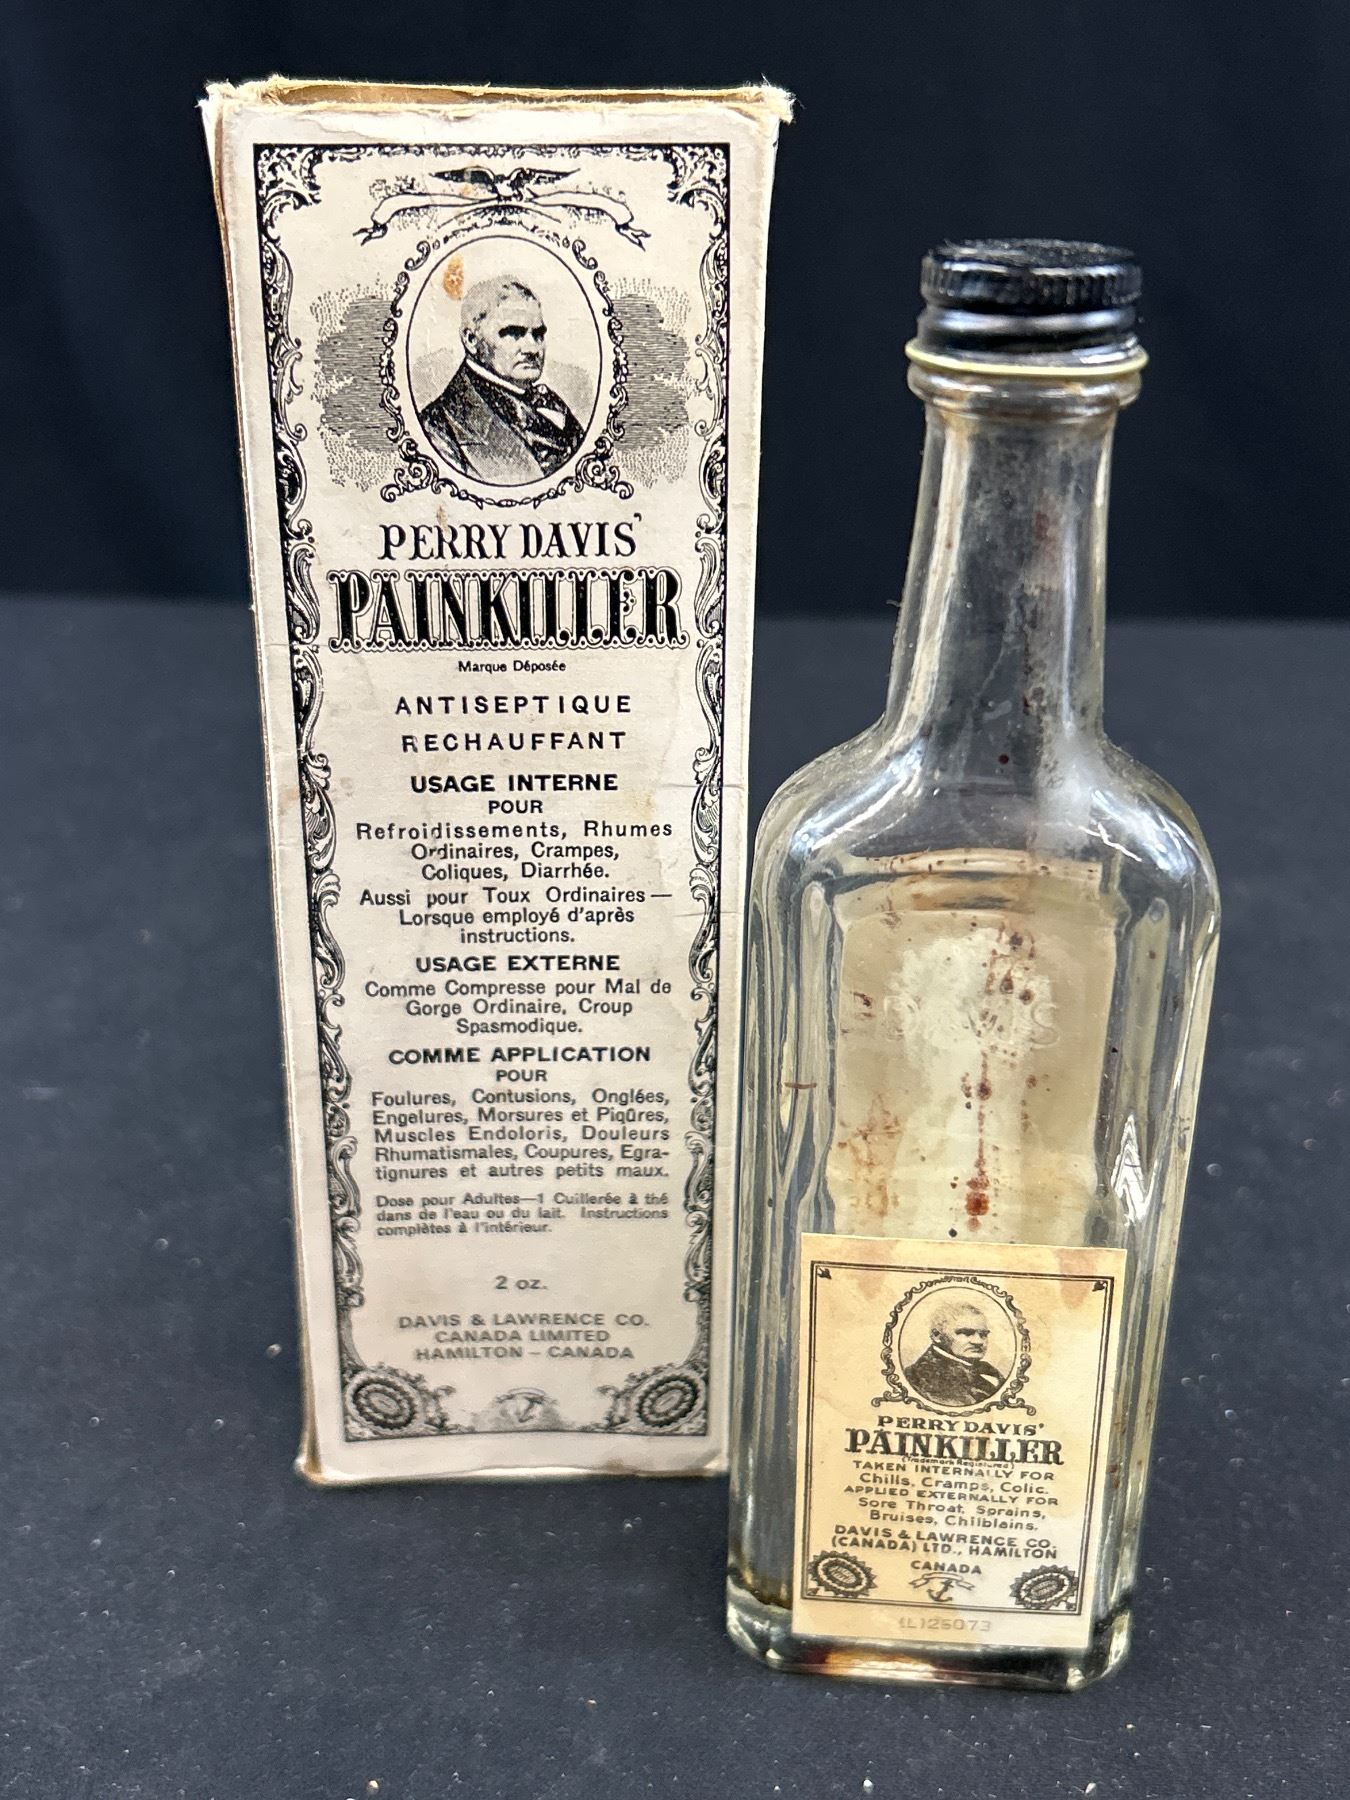 PERRY DAVIS'
PAINKILLER
Marque Déposée
ANTISEPTIQUE
RECHAUFFANT
USAGE INTERNE
POUR
Refroidissements, Rhumes
Ordinaires, Crampes,
Coliques, Diarrhée.
Aussi pour Toux Ordinaires—
Lorsque employé d'après
instructions.
USAGE EXTERNE
Comme Compresse pour Mal de
Gorge Ordinaire, Croup
Spasmodique.
COMME APPLICATION
POUR
Foulures, Contusions, Onglées,
Engelures, Morsures et Piqûres,
Muscles Endoloris, Douleurs
Rhumatismales, Coupures, Egra-
tignures et autres petits maux.
Dose pour Adultes—1 Cuillerée à thé
dans de l'eau ou du lait. Instructions
complètes à l'intérieur.
2 oz.
DAVIS & LAWRENCE CO.
CANADA LIMITED
HAMILTON – CANADA
PERRY DAVIS'
PAINKILLER
(Trademark Registered)
TAKEN INTERNALLY FOR
Chills, Cramps, Colic.
APPLIED EXTERNALLY FOR
Sore Throat, Sprains,
Bruises, Chilblains.
DAVIS & LAWRENCE CO.
(CANADA) LTD., HAMILTON
CANADA
(L)25073